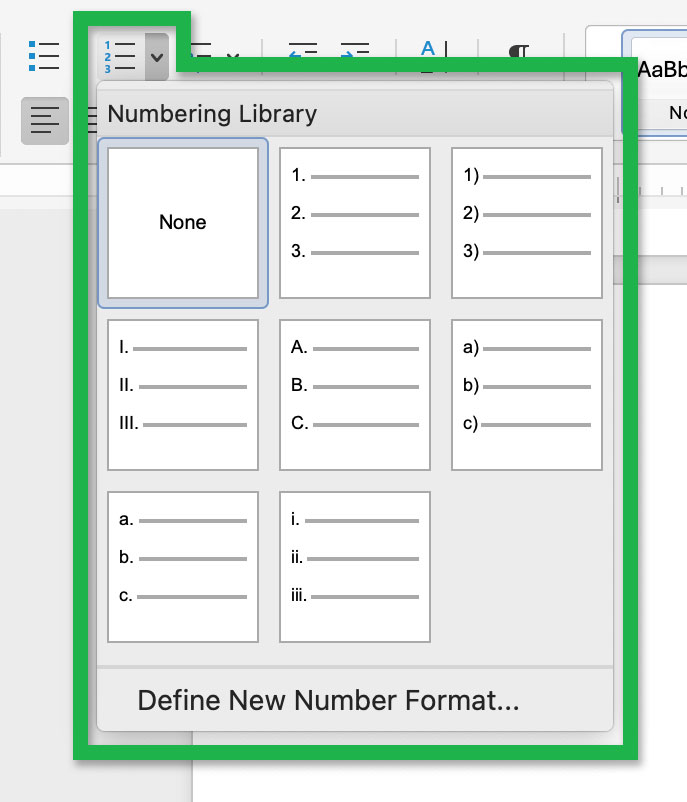 1
2
3
A
AaBb
Numbering Library
No
None
1.
2.
3.
1)
2)
3)
I.
II.
III.
A.
B.
C.
a)
b)
c)
a.
b.
c.
i.
ii.
iii.
Define New Number Format...